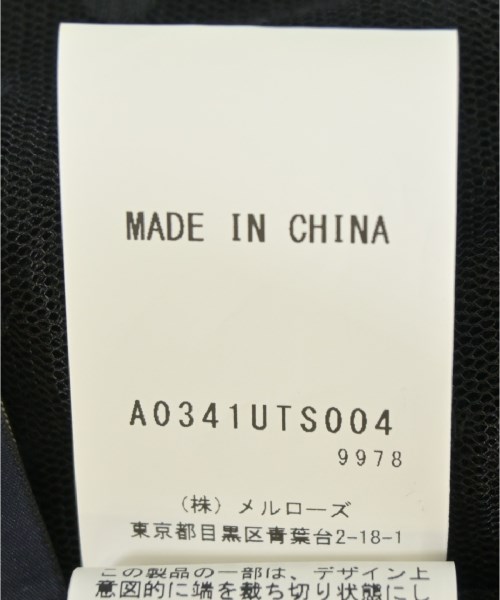 MADE IN CHINA
A0341UTS004
9978
(株) メルローズ
東京都目黒区青葉台2-18-1
この製品の一部は、デザイン上
意図的に端を裁ち切り状態にし